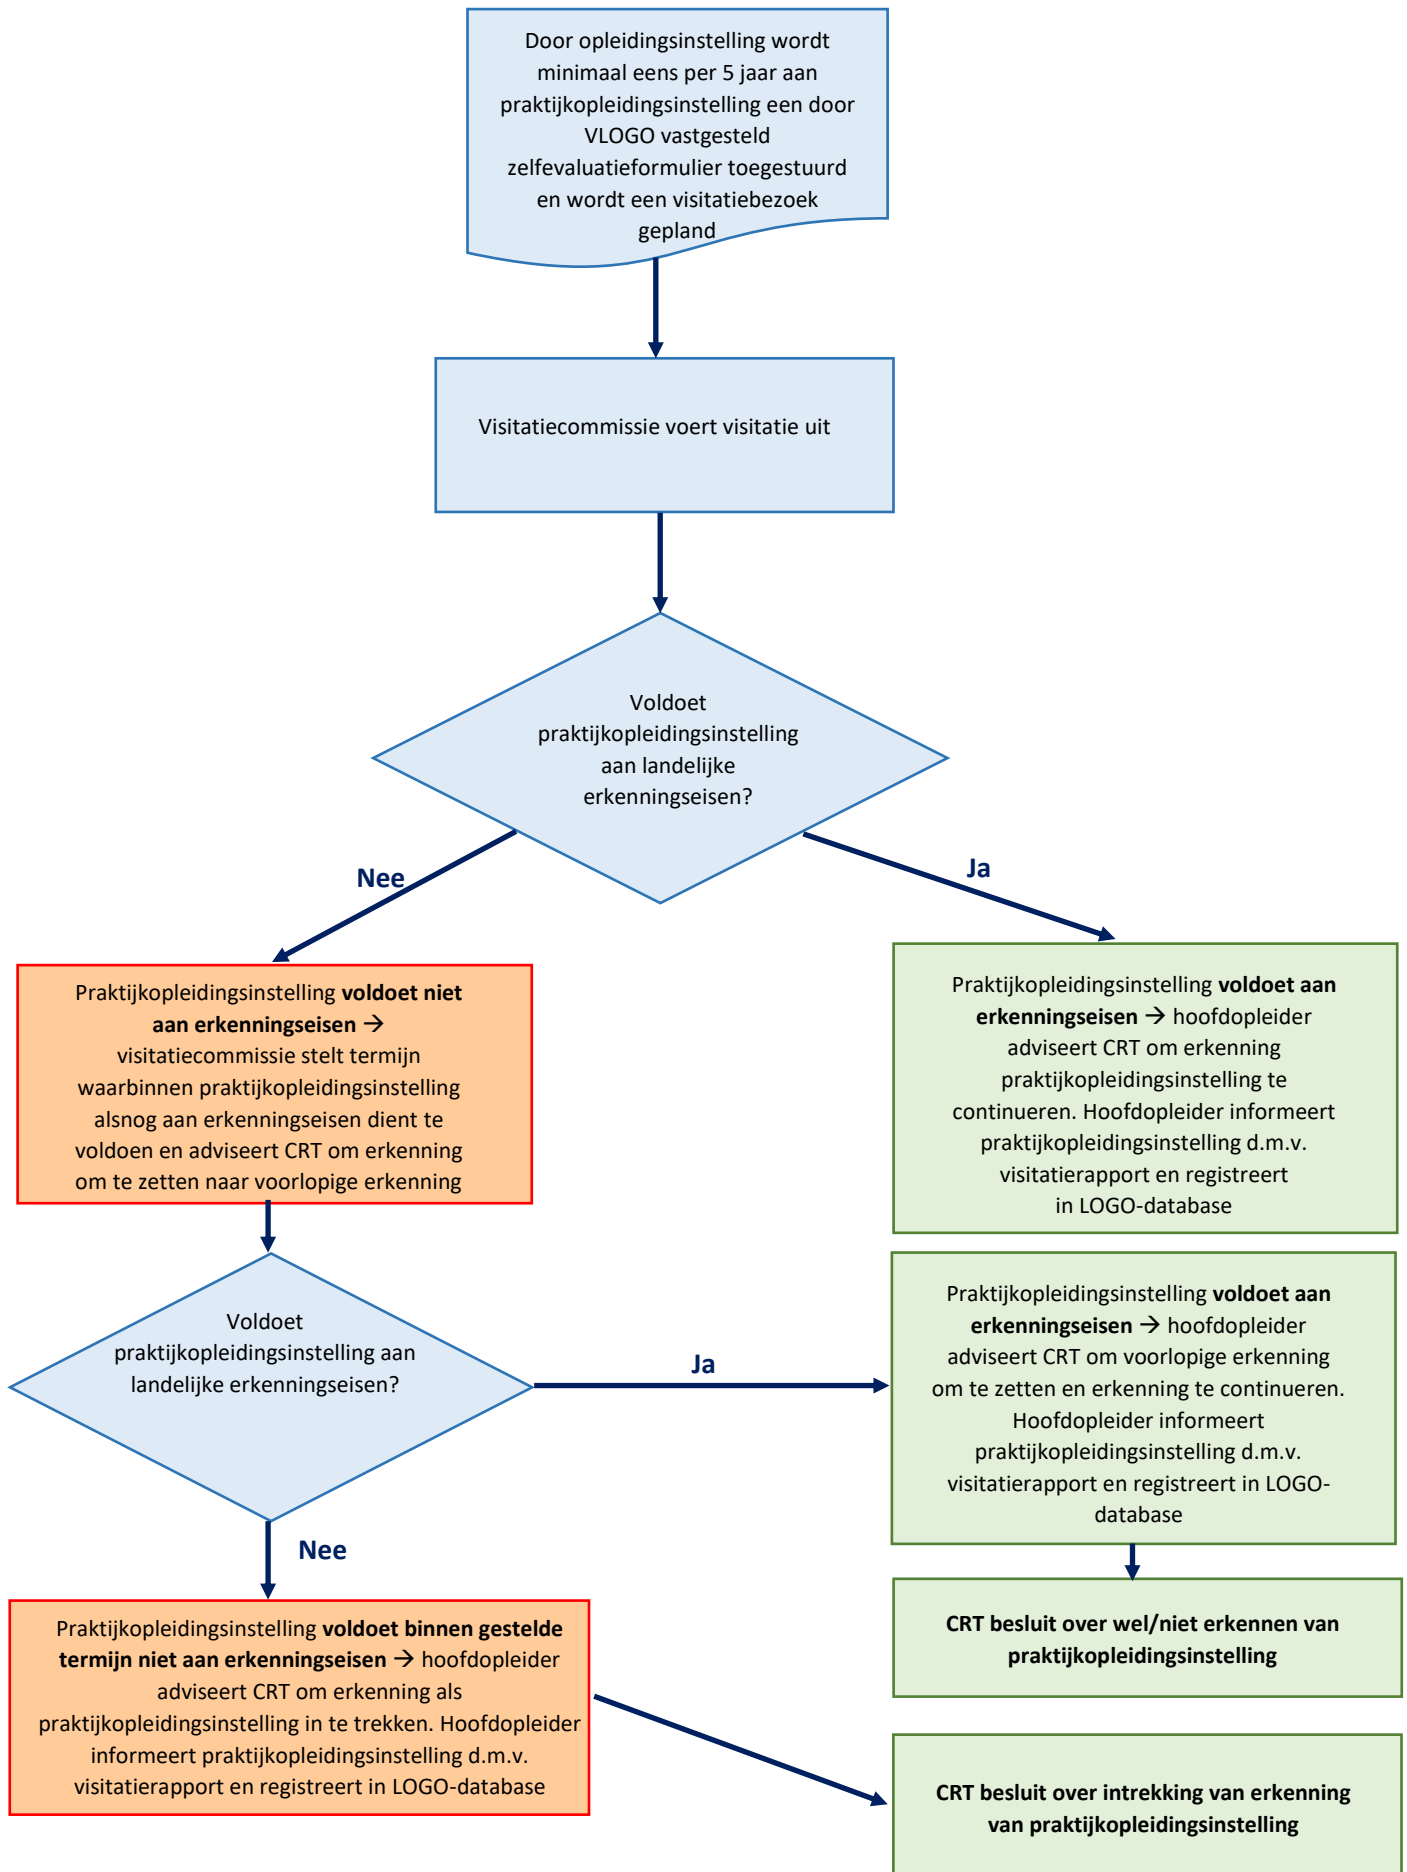 Door opleidingsinstelling wordt
minimaal eens per 5 jaar aan
praktijkopleidingsinstelling een door
VLOGO vastgesteld
zelfevaluatieformulier toegestuurd
en wordt een visitatiebezoek
gepland
Visitatiecommissie voert visitatie uit
Voldoet
praktijkopleidingsinstelling
aan landelijke
erkenningseisen?
Nee
Ja
Praktijkopleidingsinstelling voldoet niet
aan erkenningseisen →
visitatiecommissie stelt termijn
waarbinnen praktijkopleidingsinstelling
alsnog aan erkenningseisen dient te
voldoen en adviseert CRT om erkenning
om te zetten naar voorlopige erkenning
Praktijkopleidingsinstelling voldoet aan
erkenningseisen → hoofdopleider
adviseert CRT om erkenning
praktijkopleidingsinstelling te
continueren. Hoofdopleider informeert
praktijkopleidingsinstelling d.m.v.
visitatierapport en registreert
in LOGO-database
Voldoet
praktijkopleidingsinstelling aan
landelijke erkenningseisen?
Ja
Praktijkopleidingsinstelling voldoet aan
erkenningseisen → hoofdopleider
adviseert CRT om voorlopige erkenning
om te zetten en erkenning te continueren.
Hoofdopleider informeert
praktijkopleidingsinstelling d.m.v.
visitatierapport en registreert in LOGO-
database
Nee
Praktijkopleidingsinstelling voldoet binnen gestelde
termijn niet aan erkenningseisen → hoofdopleider
adviseert CRT om erkenning als
praktijkopleidingsinstelling in te trekken. Hoofdopleider
informeert praktijkopleidingsinstelling d.m.v.
visitatierapport en registreert in LOGO-database
CRT besluit over wel/niet erkennen van
praktijkopleidingsinstelling
CRT besluit over intrekking van erkenning
van praktijkopleidingsinstelling